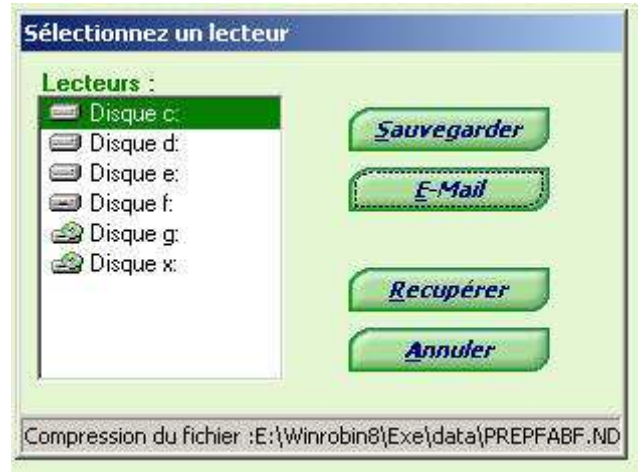 Sélectionnez un lecteur
Lecteurs :
Disque c:
Disque d:
Disque e:
Disque f:
Disque g:
Disque x:
Sauvegarder
E-Mail
Recupérer
Annuler
Compression du fichier :E:\Winrobin8\Exe\data\PREPFABF.ND